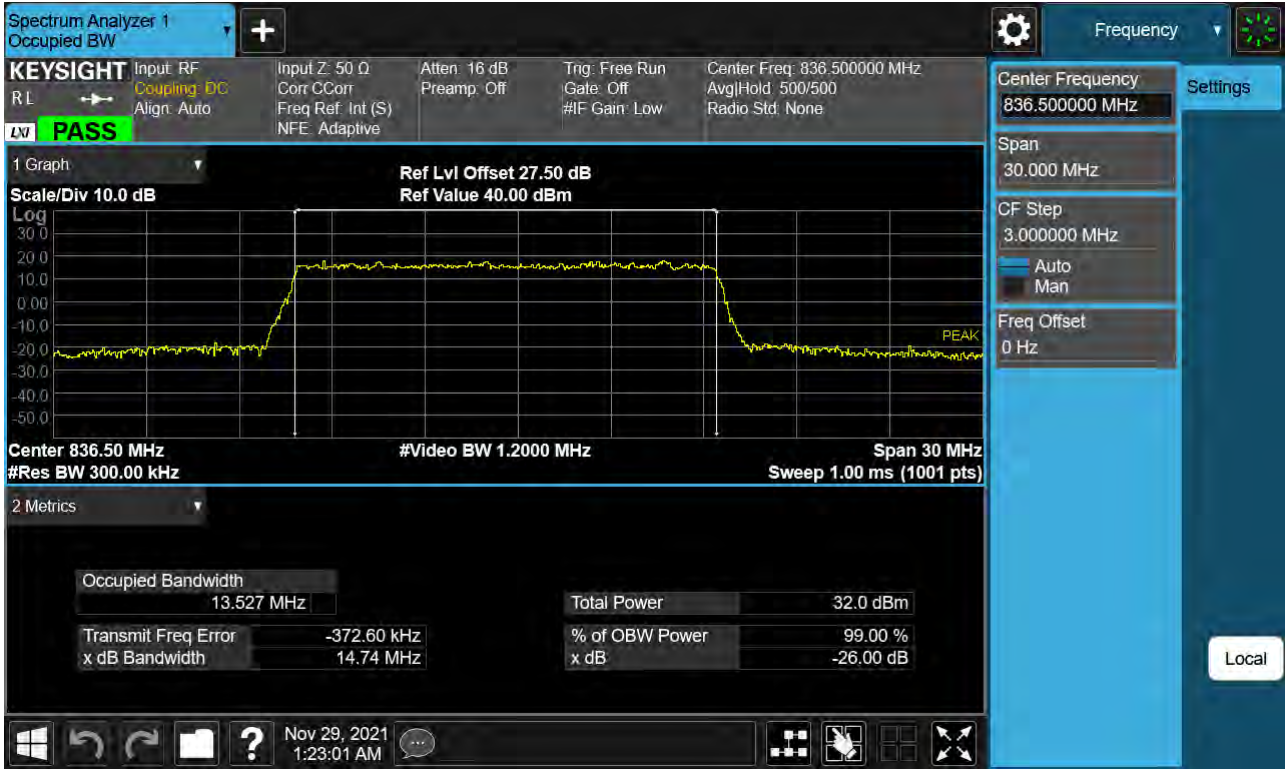 Spectrum Analyzer 1
Occupied BW
Frequency
KEYSIGHT
R L
LXI
PASS
Input: RF
Coupling: DC
Align: Auto
Input Z: 50 Ω
Corr CCorr
Freq Ref: Int (S)
NFE: Adaptive
Atten: 16 dB
Preamp: Off
Trig: Free Run
Gate: Off
#IF Gain: Low
Center Freq: 836.500000 MHz
Avg|Hold: 500/500
Radio Std: None
Center Frequency
836.500000 MHz
Settings
Span
30.000 MHz
CF Step
3.000000 MHz
Auto
Man
Freq Offset
0 Hz
Local
1 Graph
Scale/Div 10.0 dB
Ref Lvl Offset 27.50 dB
Ref Value 40.00 dBm
Log
30.0
20.0
10.0
0.00
-10.0
-20.0
-30.0
-40.0
-50.0
PEAK
Center 836.50 MHz
#Res BW 300.00 kHz
#Video BW 1.2000 MHz
Span 30 MHz
Sweep 1.00 ms (1001 pts)
2 Metrics
Occupied Bandwidth
13.527 MHz
Total Power 32.0 dBm
Transmit Freq Error -372.60 kHz
% of OBW Power 99.00 %
x dB Bandwidth 14.74 MHz
x dB -26.00 dB
?
Nov 29, 2021
1:23:01 AM